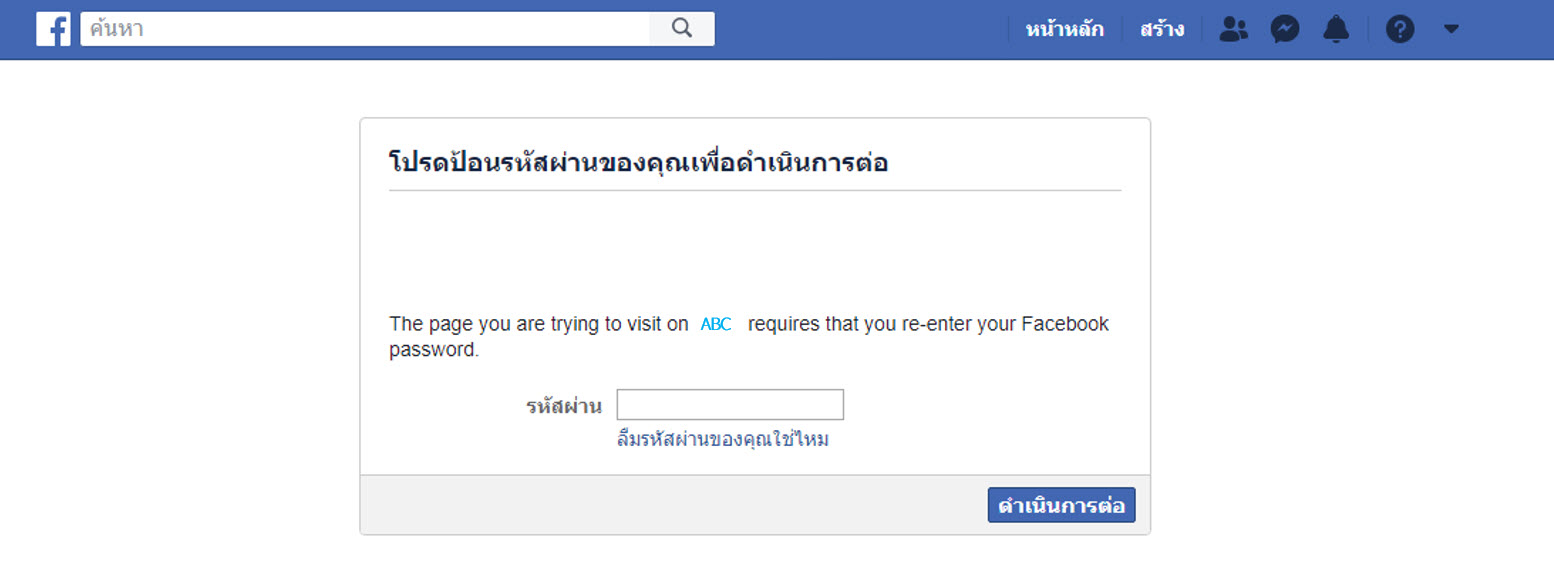 ค้นหา
หน้าหลัก สร้าง
โปรดป้อนรหัสผ่านของคุณเพื่อดำเนินการต่อ
The page you are trying to visit on ABC requires that you re-enter your Facebook
password.
รหัสผ่าน
ลืมรหัสผ่านของคุณใช่ไหม
ดำเนินการต่อ